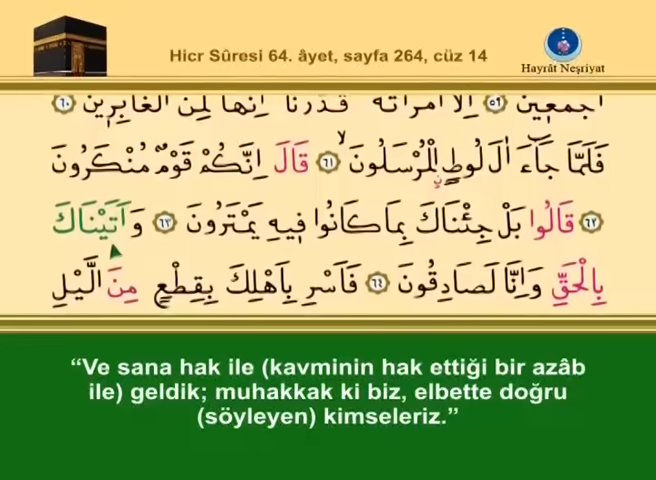 Hicr Sûresi 64. âyet, sayfa 264, cüz 14
Hayrât Neşriyat
اَجْمَع۪ينَ ﴿٥٩﴾ اِلَّا امْرَاَتَهُ قَدَّرْنَٓا اِنَّهَا لَمِنَ الْغَابِر۪ينَ ﴿٦٠﴾
فَلَمَّا جَٓاءَ اٰلَ لُوطٍ ۨالْمُرْسَلُونَۙ ﴿٦١﴾ قَالَ اِنَّكُمْ قَوْمٌ مُنْكَرُونَ
﴿٦٢﴾ قَالُوا بَلْ جِئْنَاكَ بِمَا كَانُوا ف۪يهِ يَمْتَرُونَ ﴿٦٣﴾ وَاَتَيْنَاكَ
بِالْحَقِّ وَاِنَّا لَصَادِقُونَ ﴿٦٤﴾ فَاَسْرِ بِاَهْلِكَ بِقِطْعٍ مِنَ الَّيْلِ
“Ve sana hak ile (kavminin hak ettiği bir azâb
ile) geldik; muhakkak ki biz, elbette doğru
(söyleyen) kimseleriz.”